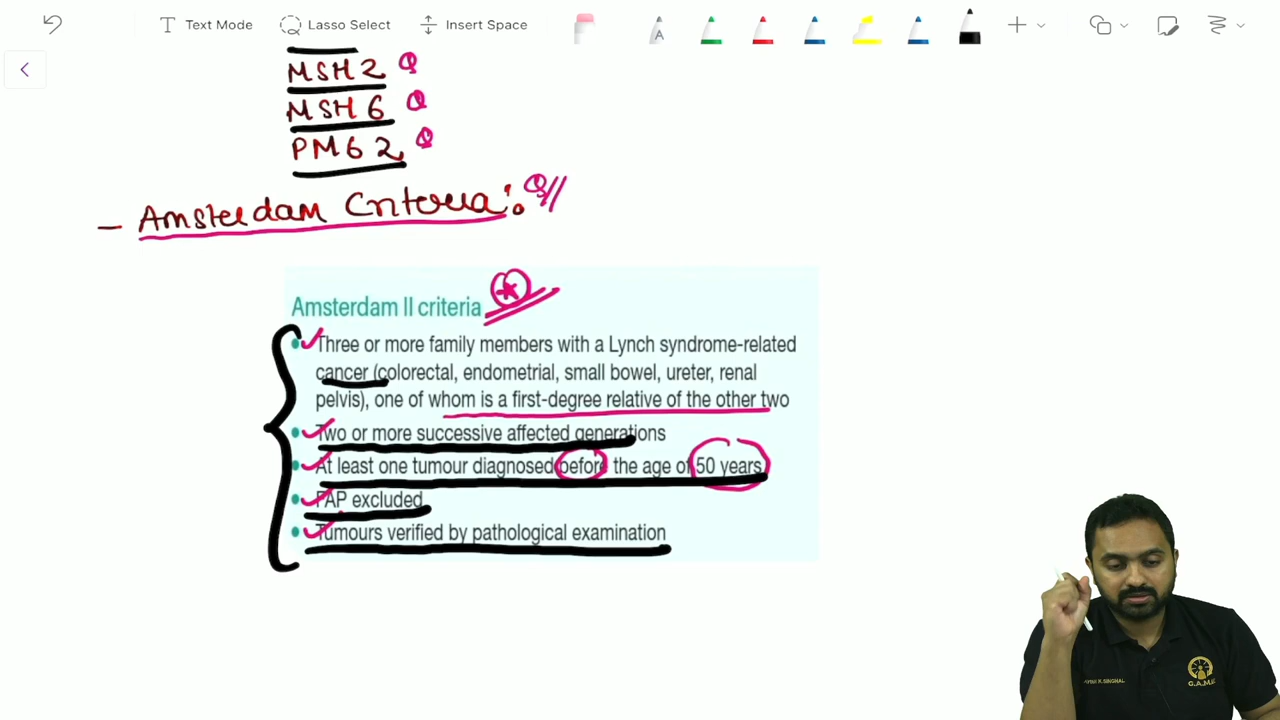 Text Mode Lasso Select Insert Space
MSH2 Q
MSH6 Q
PM62 Q
- Amsterdam Criteria: Q//
Amsterdam II criteria
• Three or more family members with a Lynch syndrome-related
cancer (colorectal, endometrial, small bowel, ureter, renal
pelvis), one of whom is a first-degree relative of the other two
• Two or more successive affected generations
• At least one tumour diagnosed before the age of 50 years
• FAP excluded
• Tumours verified by pathological examination
G.A.M.E